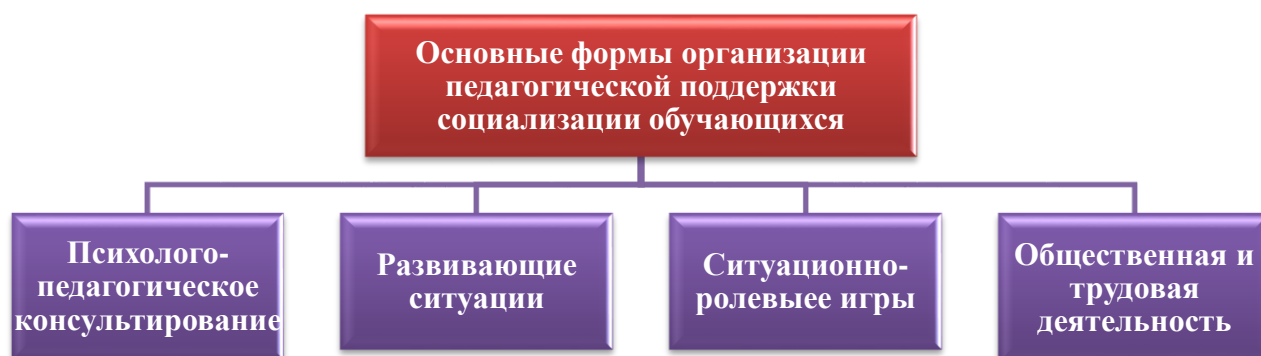 Основные формы организации
педагогической поддержки
социализации обучающихся
Психолого-
педагогическое
консультирование
Развивающие
ситуации
Ситуационно-
ролевыее игры
Общественная и
трудовая
деятельность